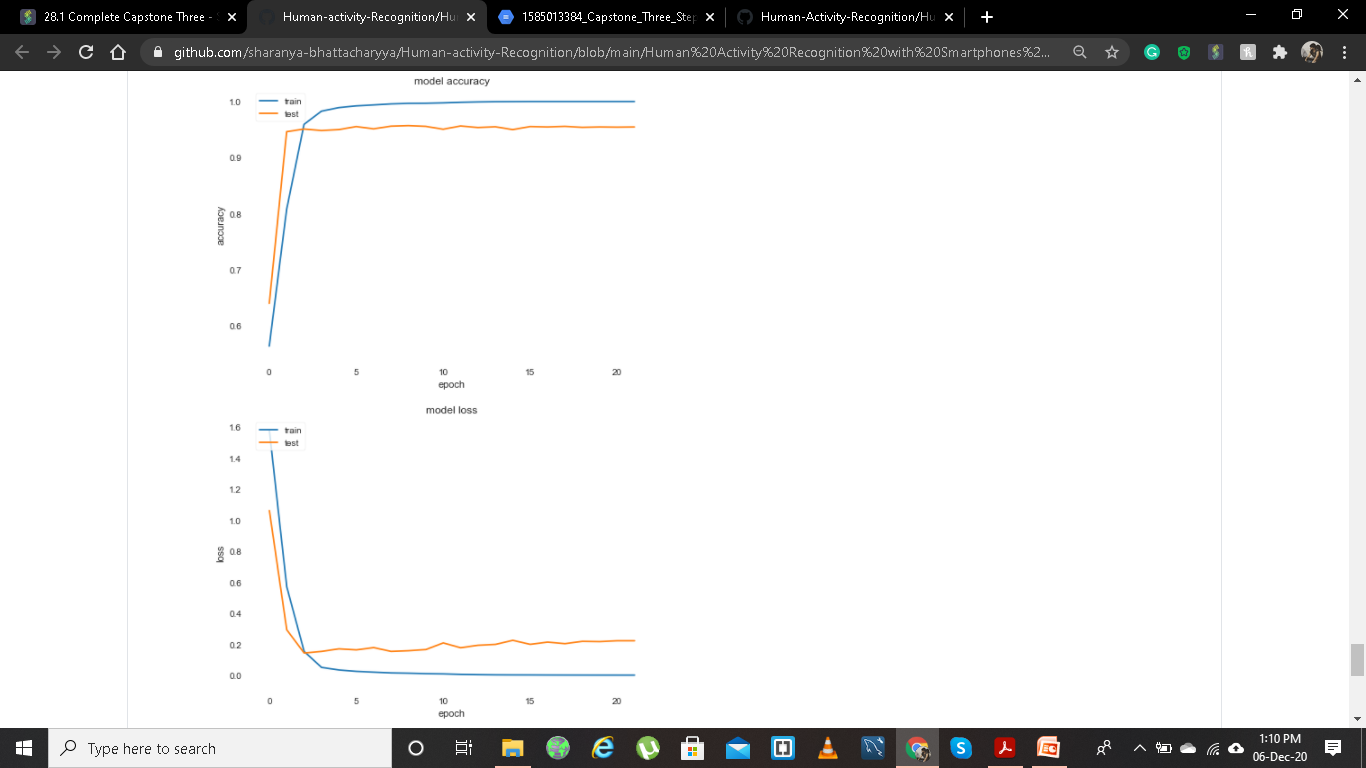 28.1 Complete Capstone Three -
Human-activity-Recognition/Hu
1585013384_Capstone_Three_Step
Human-Activity-Recognition/Hu
github.com/sharanya-bhattacharyya/Human-activity-Recognition/blob/main/Human%20Activity%20Recognition%20with%20Smartphones%2...
model accuracy
train
test
1.0
0.9
0.8
0.7
0.6
accuracy
0 5 10 15 20
epoch
model loss
train
test
1.6
1.4
1.2
1.0
0.8
0.6
0.4
0.2
0.0
loss
0 5 10 15 20
epoch
Type here to search
1:10 PM
06-Dec-20